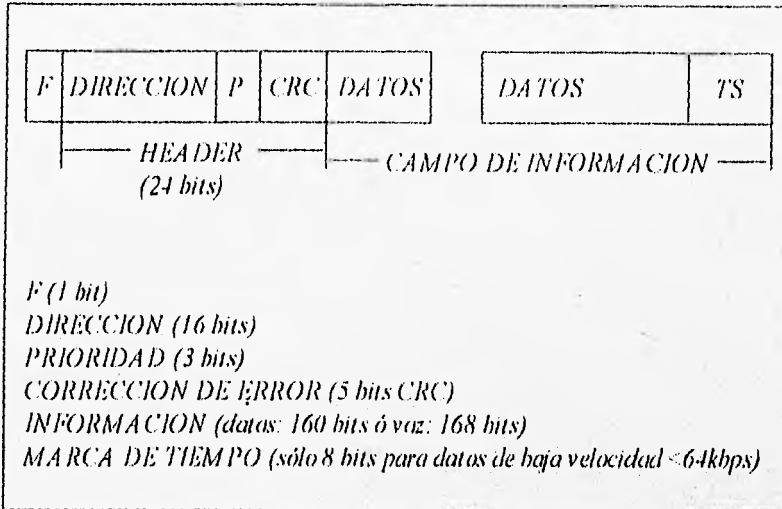 F DIRECCION P CRC DATOS DATOS TS
HEADER
(24 bits)
CAMPO DE INFORMACION
F (1 bit)
DIRECCION (16 bits)
PRIORIDAD (3 bits)
CORRECCION DE ERROR (5 bits CRC)
INFORMACION (datos: 160 bits ó voz: 168 bits)
MARCA DE TIEMPO (sólo 8 bits para datos de baja velocidad <64kbps)